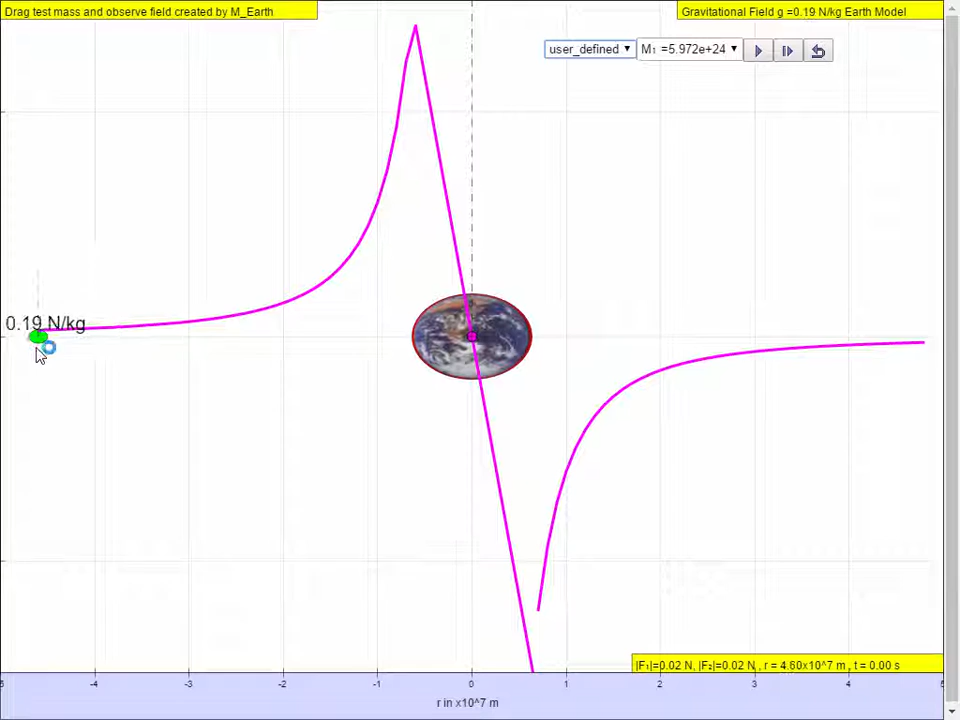 Drag test mass and observe field created by M_Earth
Gravitational Field g =0.19 N/kg Earth Model
user_defined
M₁ =5.972e+24
0.19 N/kg
|F₁|=0.02 N, |F₂|=0.02 N, r = 4.60x10^7 m , t = 0.00 s
5 -4 -3 -2 -1 0 1 2 3 4 5
r in x10^7 m